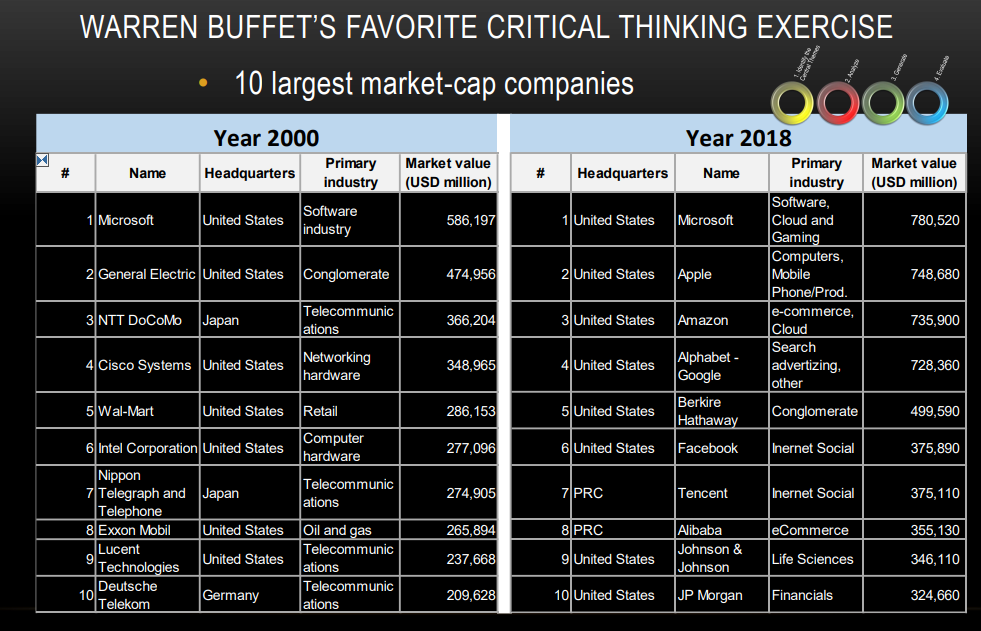 WARREN BUFFET’S FAVORITE CRITICAL THINKING EXERCISE
• 10 largest market-cap companies
1. Identify the
Central Themes
2. Analyze
3. Generate
4. Evaluate
Year 2000
# Name Headquarters Primary industry Market value (USD million)
1 Microsoft United States Software industry 586,197
2 General Electric United States Conglomerate 474,956
3 NTT DoCoMo Japan Telecommunications 366,204
4 Cisco Systems United States Networking hardware 348,965
5 Wal-Mart United States Retail 286,153
6 Intel Corporation United States Computer hardware 277,096
7 Nippon Telegraph and Telephone Japan Telecommunications 274,905
8 Exxon Mobil United States Oil and gas 265,894
9 Lucent Technologies United States Telecommunications 237,668
10 Deutsche Telekom Germany Telecommunications 209,628
Year 2018
# Headquarters Name Primary industry Market value (USD million)
1 United States Microsoft Software, Cloud and Gaming 780,520
2 United States Apple Computers, Mobile Phone/Prod. 748,680
3 United States Amazon e-commerce, Cloud 735,900
4 United States Alphabet - Google Search advertizing, other 728,360
5 United States Berkire Hathaway Conglomerate 499,590
6 United States Facebook Inernet Social 375,890
7 PRC Tencent Inernet Social 375,110
8 PRC Alibaba eCommerce 355,130
9 United States Johnson & Johnson Life Sciences 346,110
10 United States JP Morgan Financials 324,660